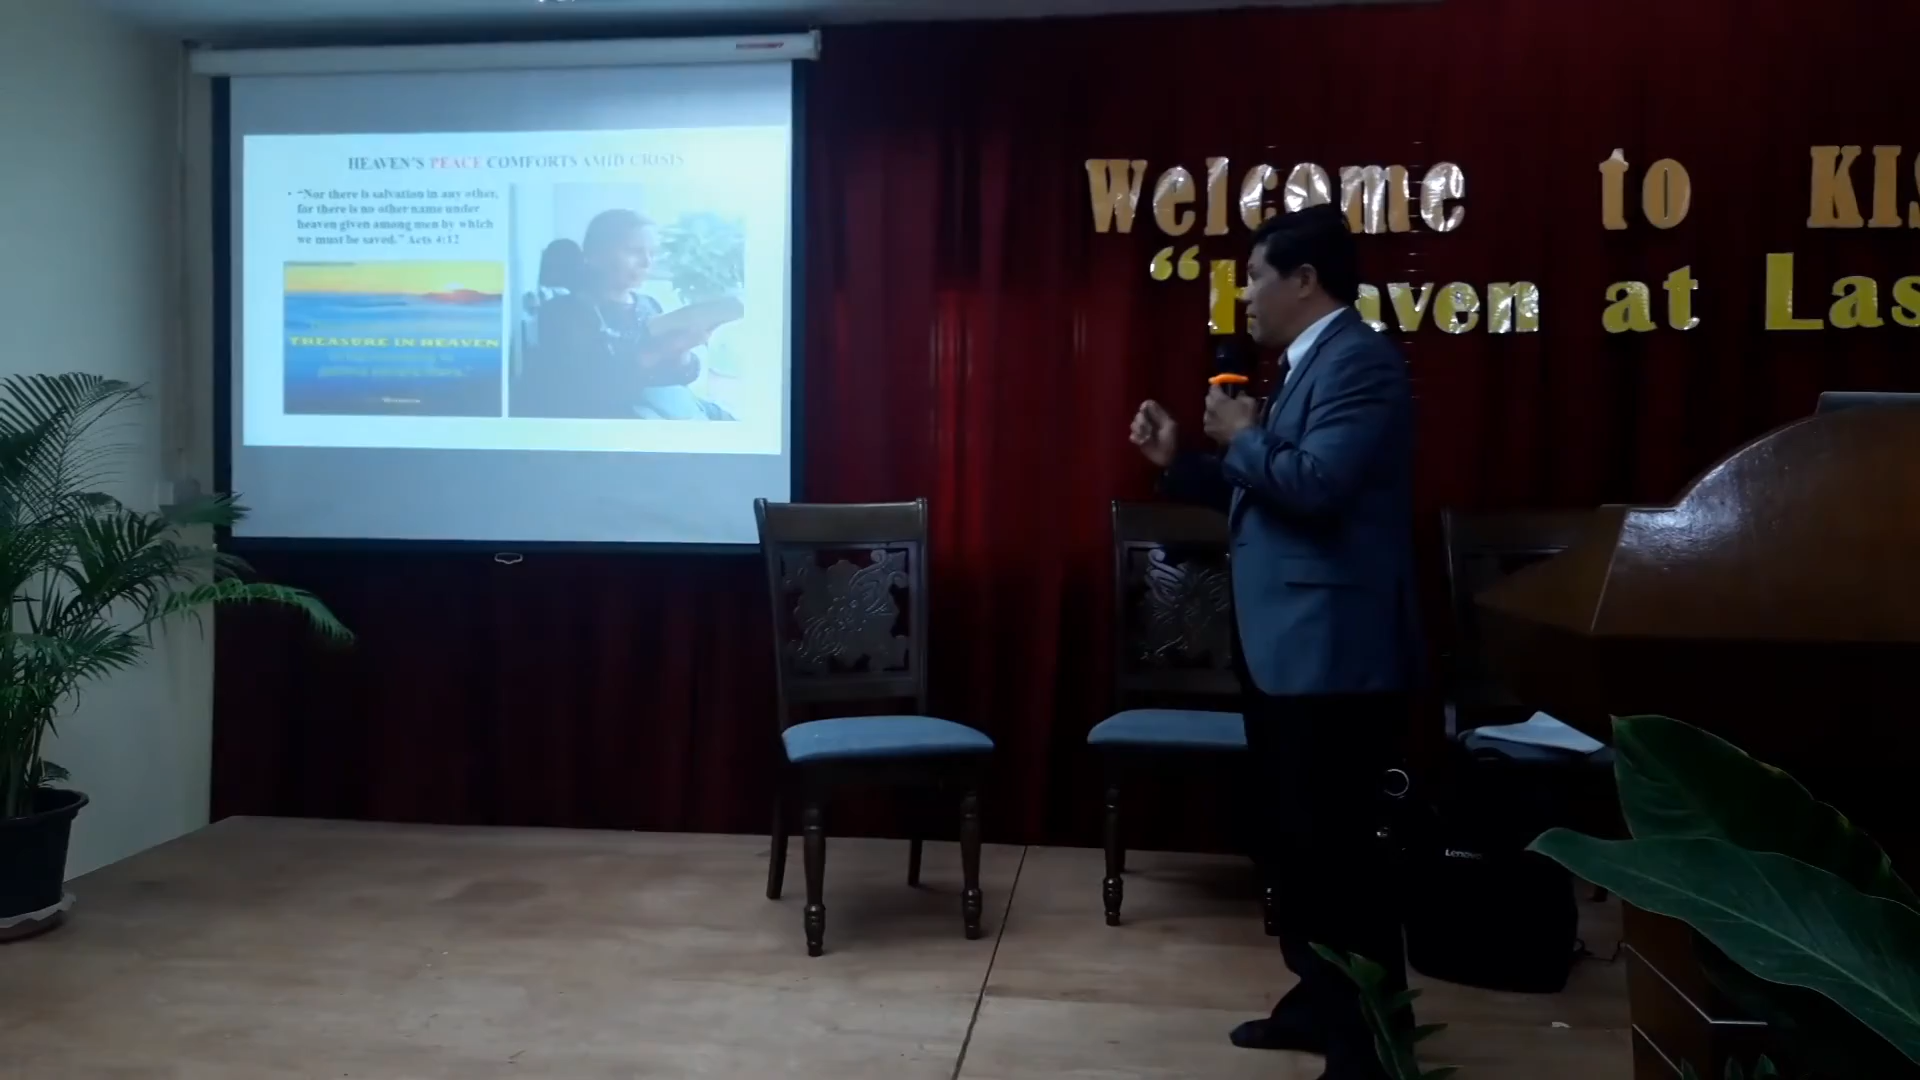 HEAVEN'S PEACE COMFORTS AMID CRISIS
• “Nor there is salvation in any other,
for there is no other name under
heaven given among men by which
we must be saved.” Acts 4:12
TREASURE IN HEAVEN
Welcome to KIS
“Heaven at Las
Lenovo